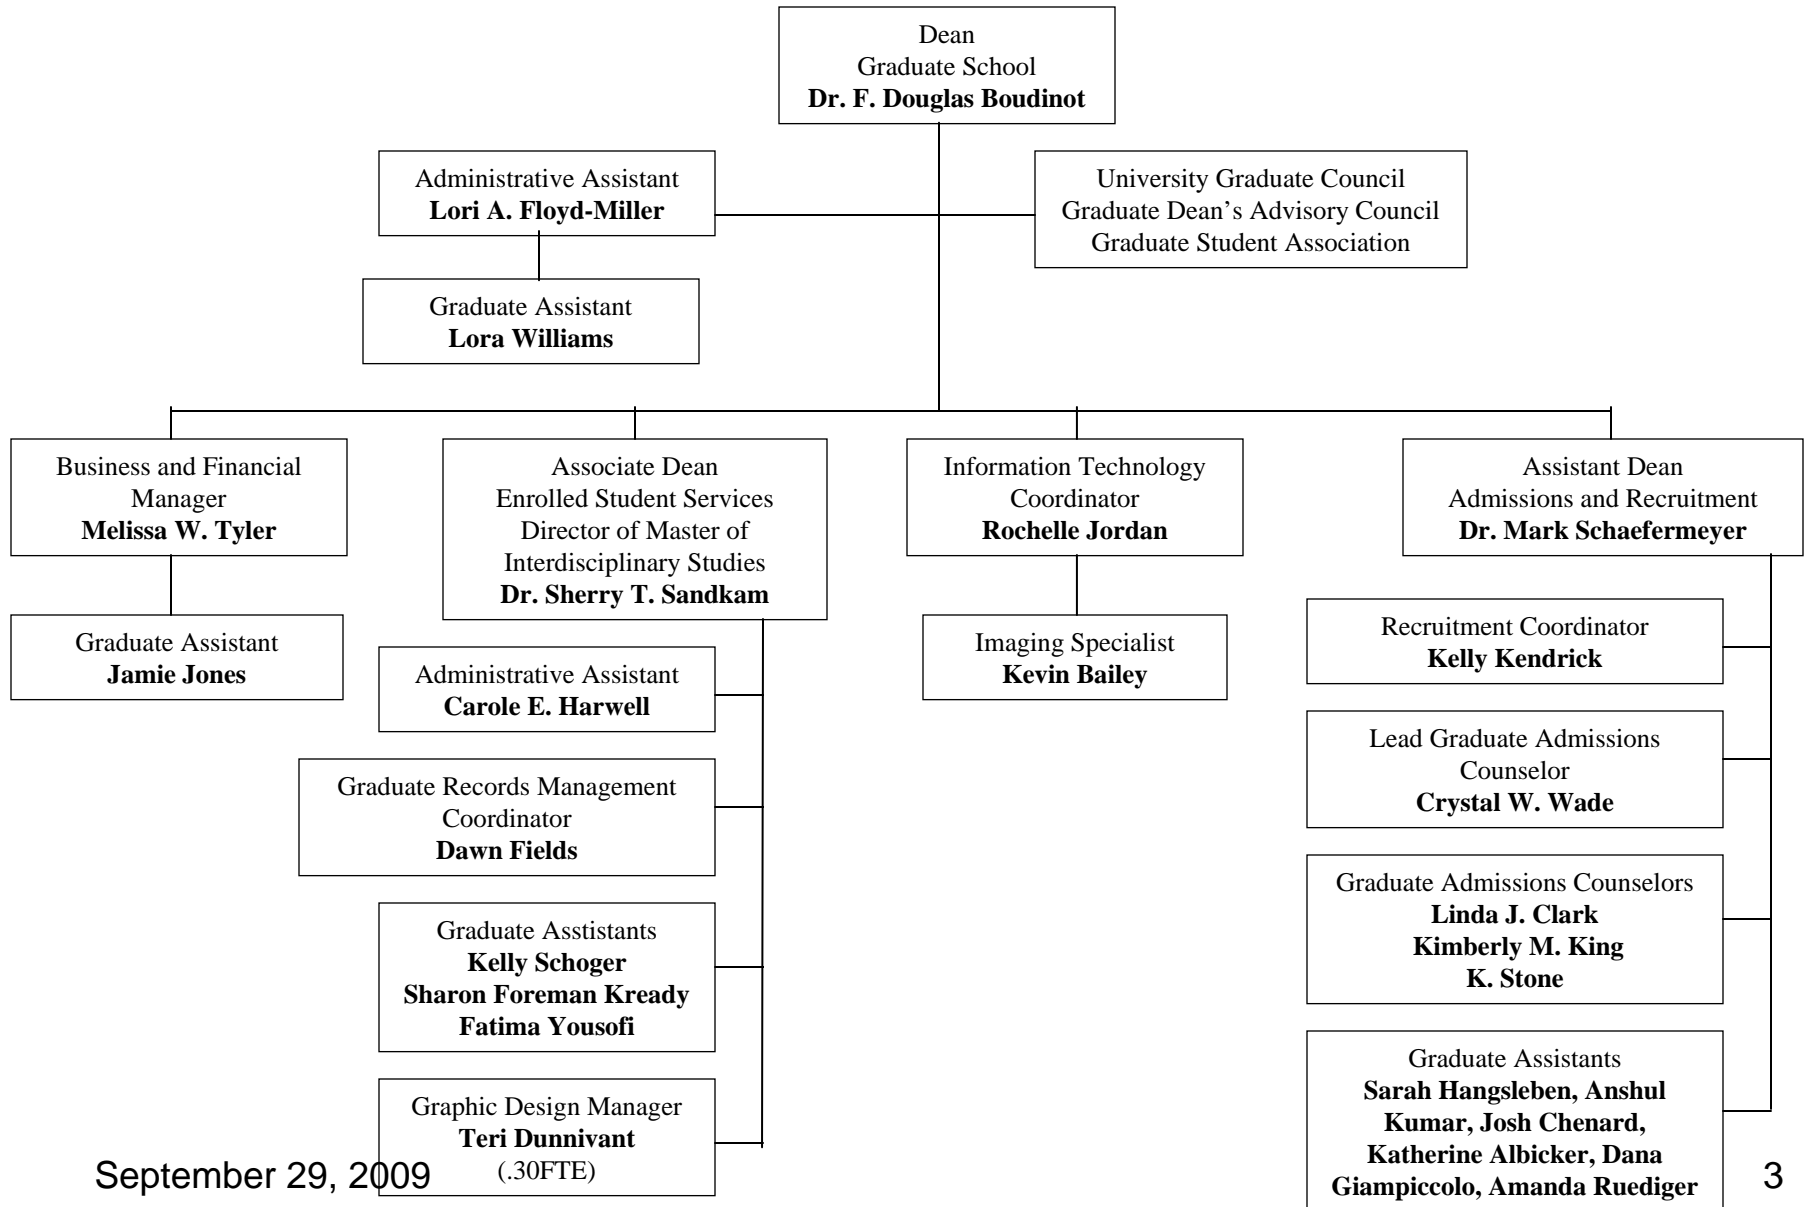 Dean
Graduate School
Dr. F. Douglas Boudinot
Administrative Assistant
Lori A. Floyd-Miller
University Graduate Council
Graduate Dean’s Advisory Council
Graduate Student Association
Graduate Assistant
Lora Williams
Business and Financial
Manager
Melissa W. Tyler
Associate Dean
Enrolled Student Services
Director of Master of
Interdisciplinary Studies
Dr. Sherry T. Sandkam
Information Technology
Coordinator
Rochelle Jordan
Assistant Dean
Admissions and Recruitment
Dr. Mark Schaefermeyer
Graduate Assistant
Jamie Jones
Administrative Assistant
Carole E. Harwell
Graduate Records Management
Coordinator
Dawn Fields
Graduate Asstistants
Kelly Schoger
Sharon Foreman Kready
Fatima Yousofi
Graphic Design Manager
Teri Dunnivant
(.30FTE)
Imaging Specialist
Kevin Bailey
Recruitment Coordinator
Kelly Kendrick
Lead Graduate Admissions
Counselor
Crystal W. Wade
Graduate Admissions Counselors
Linda J. Clark
Kimberly M. King
K. Stone
Graduate Assistants
Sarah Hangsleben, Anshul
Kumar, Josh Chenard,
Katherine Albicker, Dana
Giampiccolo, Amanda Ruediger
September 29, 2009
3